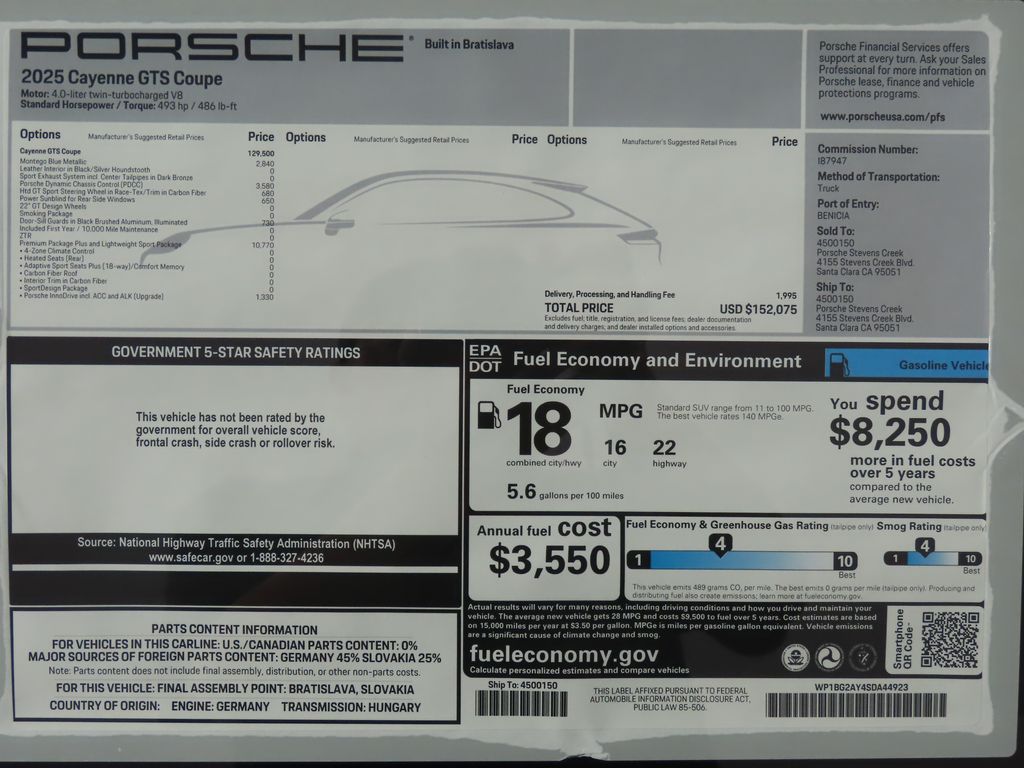 PORSCHE
Built in Bratislava
2025 Cayenne GTS Coupe
Motor: 4.0-liter twin-turbocharged V8
Standard Horsepower / Torque: 493 hp / 486 lb-ft
Porsche Financial Services offers
support at every turn. Ask your Sales
Professional for more information on
Porsche lease, finance and vehicle
protections programs.
www.porscheusa.com/pfs
Options Manufacturer's Suggested Retail Prices Price Options Manufacturer's Suggested Retail Prices Price Options Manufacturer's Suggested Retail Prices Price
Cayenne GTS Coupe 129,500
Montego Blue Metallic 2,840
Leather Interior in Black/Silver Houndstooth 0
Sport Exhaust System incl. Center Tailpipes in Dark Bronze 0
Porsche Dynamic Chassis Control (PDCC) 3,580
Htd GT Sport Steering Wheel in Race-Tex/Trim in Carbon Fiber 680
Power Sunblind for Rear Side Windows 650
22" GT Design Wheels 0
Smoking Package 0
Door-Sill Guards in Black Brushed Aluminum, Illuminated 730
Included First Year / 10,000 Mile Maintenance 0
ZTR 0
Premium Package Plus and Lightweight Sport Package 10,770
• 4-Zone Climate Control 0
• Heated Seats (Rear) 0
• Adaptive Sport Seats Plus (18-way)/Comfort Memory 0
• Carbon Fiber Roof 0
• Interior Trim in Carbon Fiber 0
• SportDesign Package 0
• Porsche InnoDrive incl. ACC and ALK (Upgrade) 1,330
Delivery, Processing, and Handling Fee 1,995
TOTAL PRICE USD $152,075
Excludes fuel; title, registration, and license fees; dealer documentation
and delivery charges; and dealer installed options and accessories.
Commission Number:
I87947
Method of Transportation:
Truck
Port of Entry:
BENICIA
Sold To:
4500150
Porsche Stevens Creek
4155 Stevens Creek Blvd.
Santa Clara CA 95051
Ship To:
4500150
Porsche Stevens Creek
4155 Stevens Creek Blvd.
Santa Clara CA 95051
GOVERNMENT 5-STAR SAFETY RATINGS
This vehicle has not been rated by the
government for overall vehicle score,
frontal crash, side crash or rollover risk.
Source: National Highway Traffic Safety Administration (NHTSA)
www.safecar.gov or 1-888-327-4236
PARTS CONTENT INFORMATION
FOR VEHICLES IN THIS CARLINE: U.S./CANADIAN PARTS CONTENT: 0%
MAJOR SOURCES OF FOREIGN PARTS CONTENT: GERMANY 45% SLOVAKIA 25%
Note: Parts content does not include final assembly, distribution, or other non-parts costs.
FOR THIS VEHICLE: FINAL ASSEMBLY POINT: BRATISLAVA, SLOVAKIA
COUNTRY OF ORIGIN: ENGINE: GERMANY TRANSMISSION: HUNGARY
EPA
DOT
Fuel Economy and Environment
Gasoline Vehicle
Fuel Economy
18 MPG
combined city/hwy
16
city
22
highway
Standard SUV range from 11 to 100 MPG.
The best vehicle rates 140 MPGe.
5.6 gallons per 100 miles
You spend
$8,250
more in fuel costs
over 5 years
compared to the
average new vehicle.
Annual fuel cost
$3,550
Fuel Economy & Greenhouse Gas Rating (tailpipe only) Smog Rating (tailpipe only)
1 4 10
Best
1 4 10
Best
This vehicle emits 489 grams CO₂ per mile. The best emits 0 grams per mile (tailpipe only). Producing and
distributing fuel also create emissions; learn more at fueleconomy.gov.
Actual results will vary for many reasons, including driving conditions and how you drive and maintain your
vehicle. The average new vehicle gets 28 MPG and costs $9,500 to fuel over 5 years. Cost estimates are based
on 15,000 miles per year at $3.50 per gallon. MPGe is miles per gasoline gallon equivalent. Vehicle emissions
are a significant cause of climate change and smog.
fueleconomy.gov
Calculate personalized estimates and compare vehicles
Smartphone
QR Code
Ship To: 4500150
THIS LABEL AFFIXED PURSUANT TO FEDERAL
AUTOMOBILE INFORMATION DISCLOSURE ACT,
PUBLIC LAW 85-506.
WP1BG2AY4SDA44923